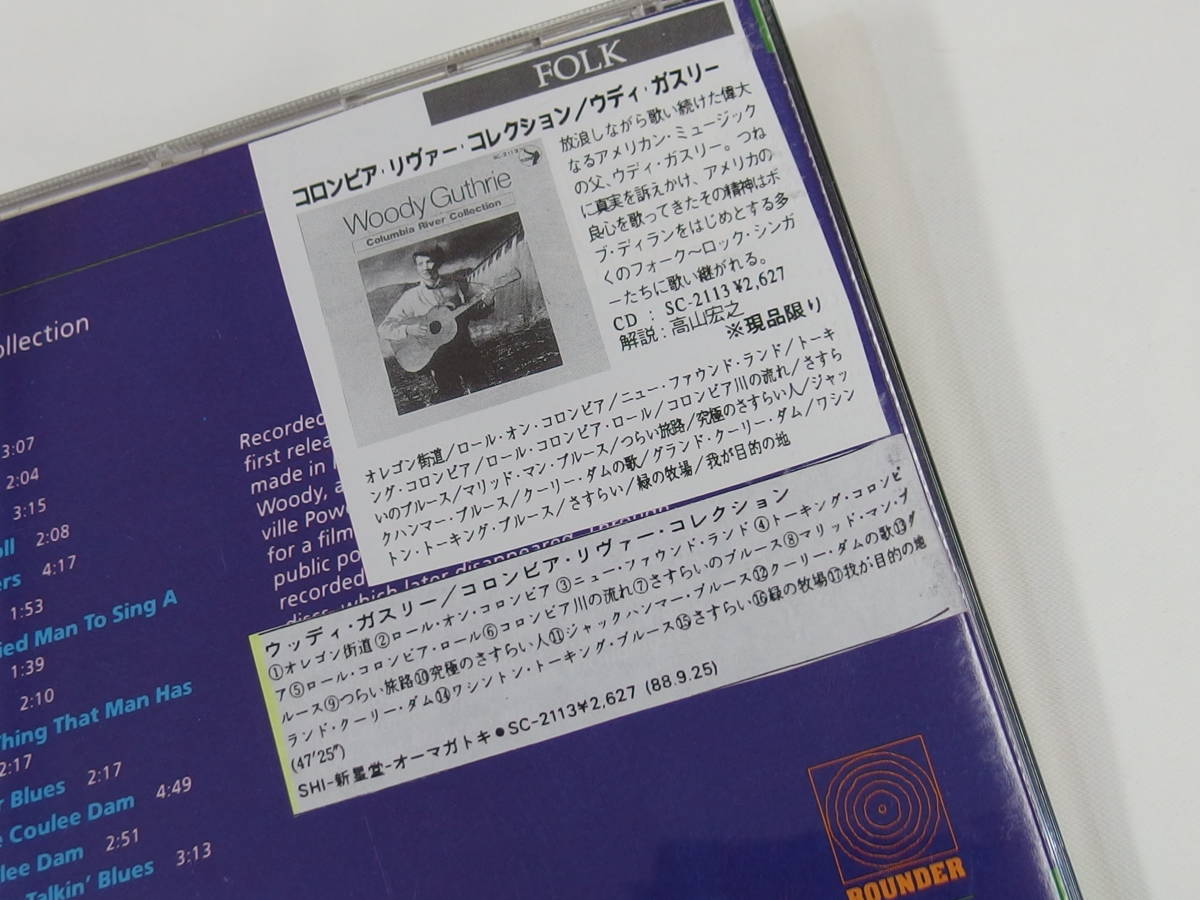 FOLK
コロンビア・リヴァー・コレクション/ウディ・ガスリー
SC-2113
Woody Guthrie
Columbia River Collection
放浪しながら歌い続けた偉大
なるアメリカン・ミュージック
の父、ウディ・ガスリー。つね
に真実を訴えかけ、アメリカの
良心を歌ってきたその精神はボ
ブ・ディランをはじめとする多
くのフォーク〜ロック・シンガ
ーたちに歌い継がれる。
CD : SC-2113 ¥2,627
解説:高山宏之
※現品限り
オレゴン街道/ロール・オン・コロンビア/ニュー・ファウンド・ランド/トーキ
ング・コロンビア/ロール・コロンビア・ロール/コロンビア川の流れ/さすら
いのブルース/マリッド・マン・ブルース/つらい旅路/究極のさすらい人/ジャッ
クハンマー・ブルース/クーリー・ダムの歌/グランド・クーリー・ダム/ワシン
トン・トーキング・ブルース/さすらい/緑の牧場/我が目的の地
ウッディ・ガスリー/コロンビア・リヴァー・コレクション
①オレゴン街道②ロール・オン・コロンビア③ニュー・ファウンド・ランド④トーキング・コロンビ
ア⑤ロール・コロンビア・ロール⑥コロンビア川の流れ⑦さすらいのブルース⑧マリッド・マン・ブ
ルース⑨つらい旅路⑩究極のさすらい人⑪ジャックハンマー・ブルース⑫クーリー・ダムの歌⑬グ
ランド・クーリー・ダム⑭ワシントン・トーキング・ブルース⑮さすらい⑯緑の牧場⑰我が目的の地
(47'25")
SHI-新星堂-オーマガトキ●SC-2113¥2,627 (88.9.25)
ollection
3:07
2:04
3:15
oll 2:08
ers 4:17
1:53
ied Man To Sing A
1:39
2:10
Thing That Man Has
2:17
r Blues 2:17
e Coulee Dam 4:49
lee Dam 2:51
Talkin' Blues 3:13
Recorded
first relea
made in
Woody, a
ville Pow
for a film
public po
recorded
discs, which later disappeared
ROUNDER